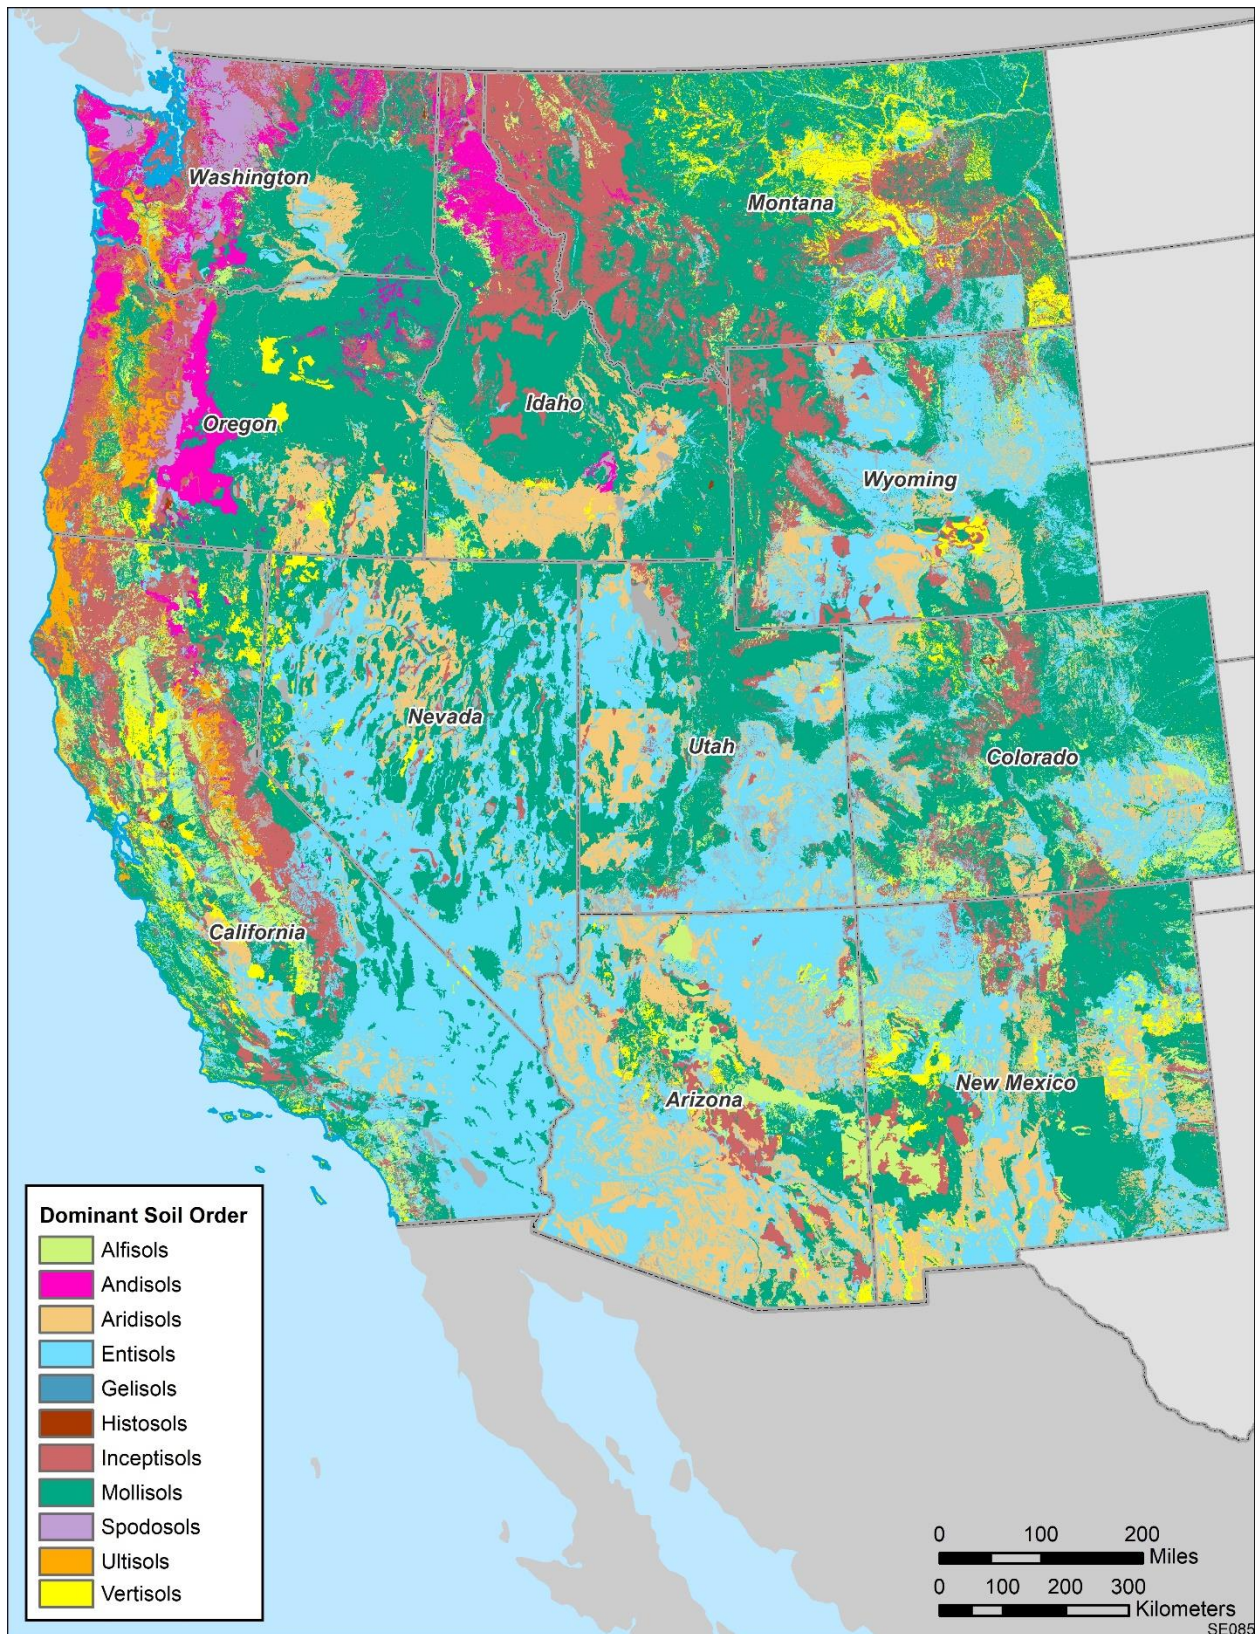 Washington
Montana
Oregon
Idaho
Wyoming
Nevada
Utah
Colorado
California
Arizona
New Mexico
Dominant Soil Order
Alfisols
Andisols
Aridisols
Entisols
Gelisols
Histosols
Inceptisols
Mollisols
Spodosols
Ultisols
Vertisols
0 100 200
Miles
0 100 200 300
Kilometers
SE085